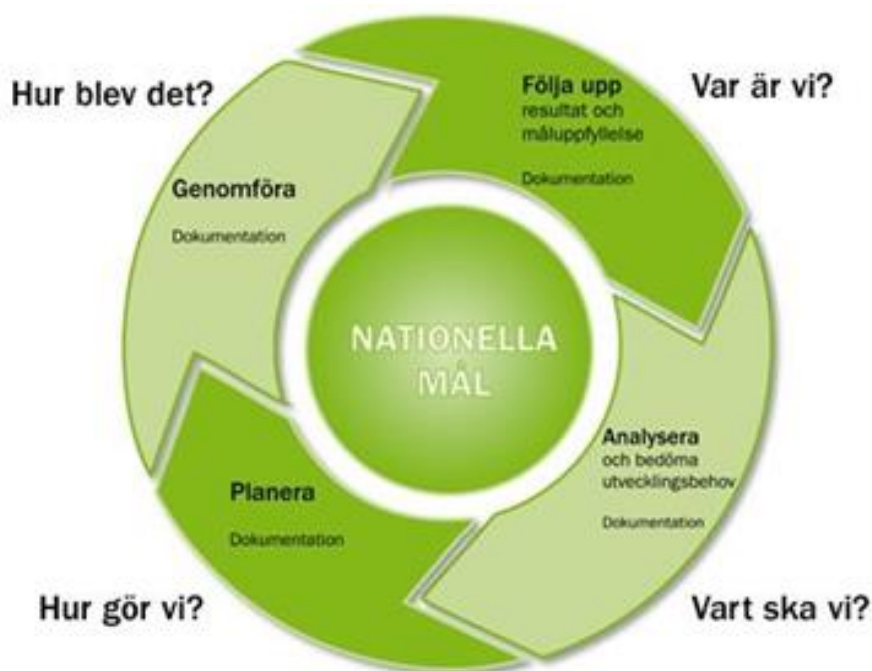 Hur blev det?
Var är vi?
Följa upp
resultat och
måluppfyllelse
Dokumentation
Genomföra
Dokumentation
NATIONELLA
MÅL
Analysera
och bedöma
utvecklingsbehov
Dokumentation
Planera
Dokumentation
Hur gör vi?
Vart ska vi?